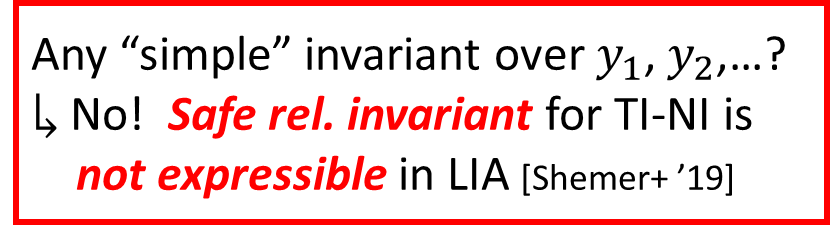 Any “simple” invariant over y₁, y₂,…?
↳ No! Safe rel. invariant for TI-NI is
not expressible in LIA [Shemer+ ’19]